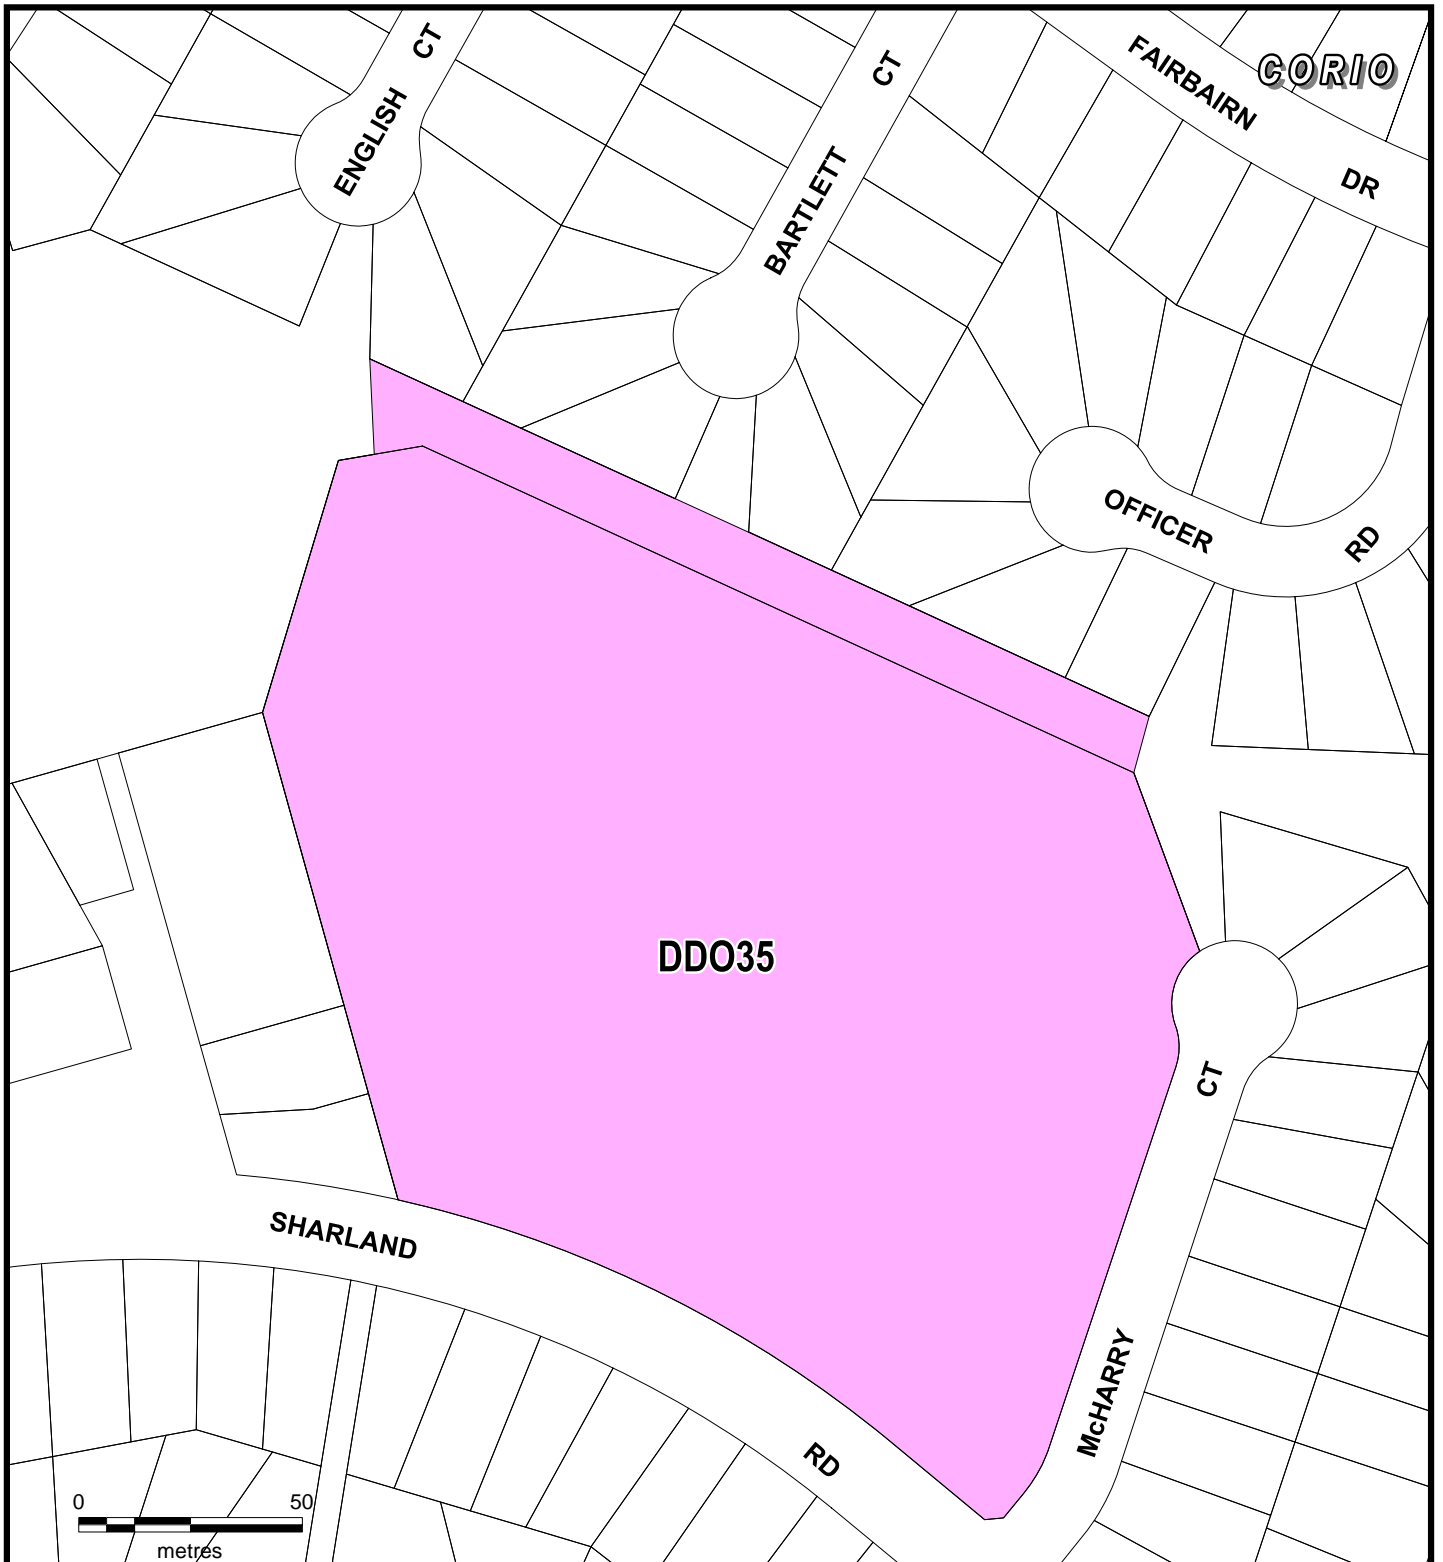 ENGLISH CT
BARTLETT CT
FAIRBAIRN DR
CORIO
OFFICER RD
DDO35
CT
McHARRY
SHARLAND RD
0 50
metres